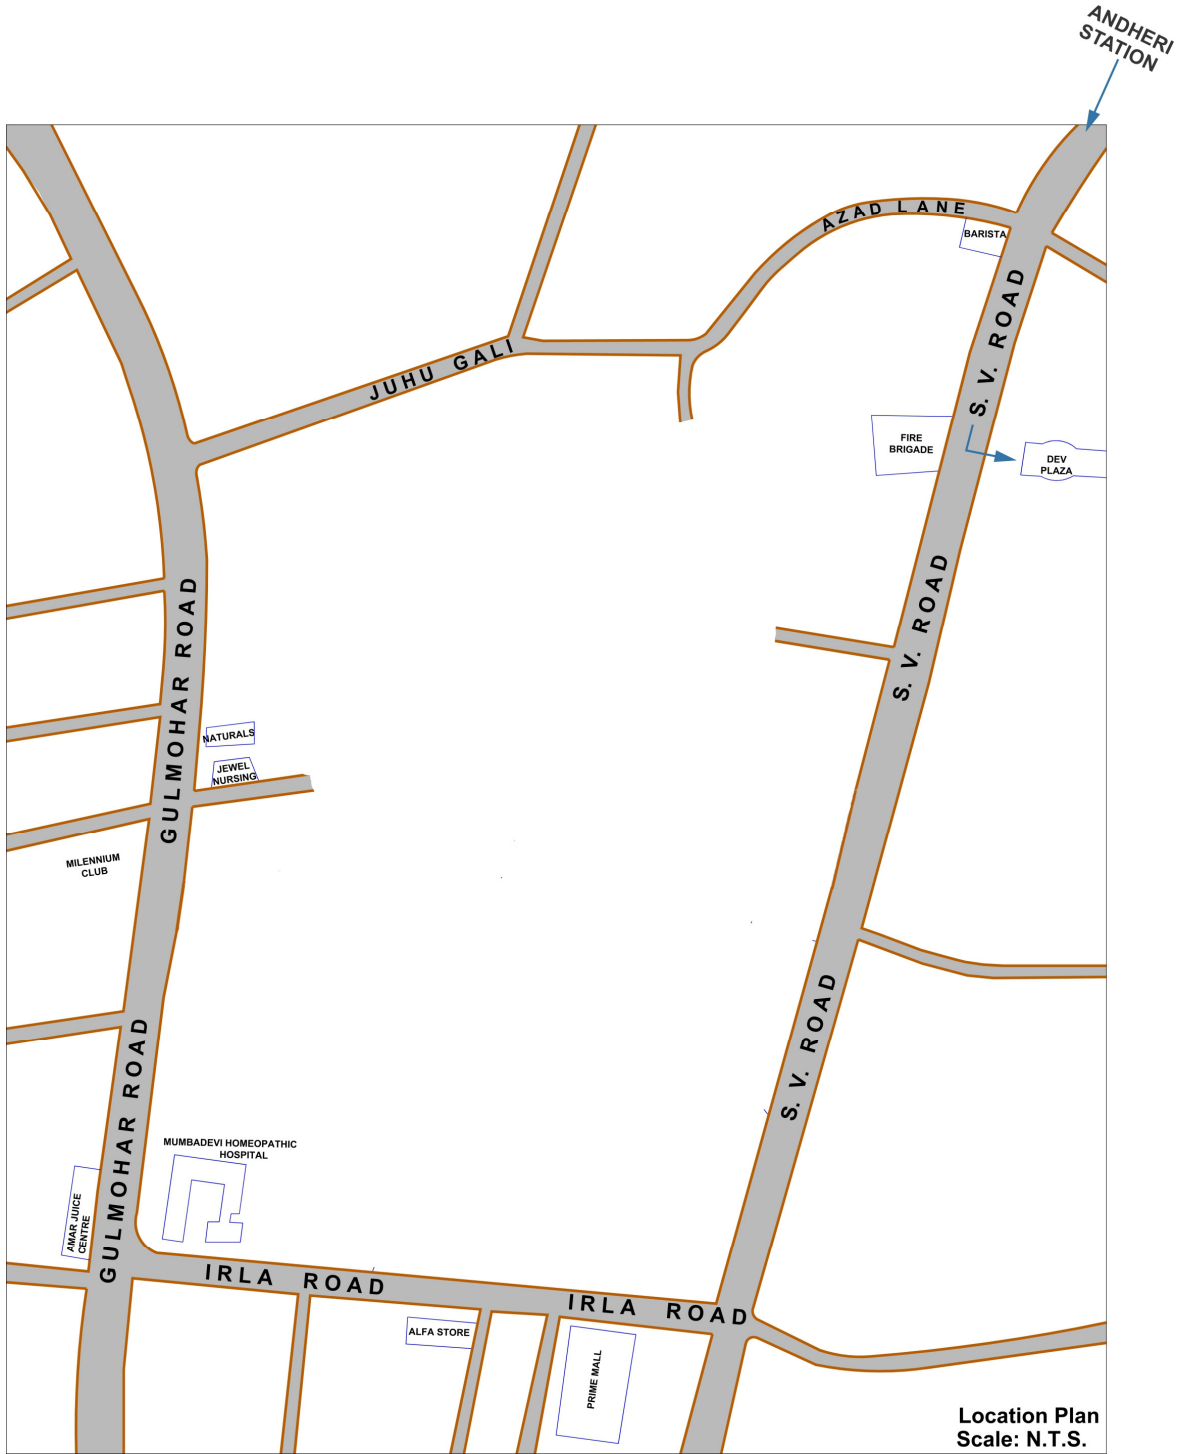 ANDHERI
STATION
AZAD LANE
BARISTA
S. V. ROAD
JUHU GALI
FIRE
BRIGADE
DEV
PLAZA
S. V. ROAD
GULMOHAR ROAD
NATURALS
JEWEL
NURSING
MILENNIUM
CLUB
S. V. ROAD
GULMOHAR ROAD
MUMBADEVI HOMEOPATHIC
HOSPITAL
AMAR JUICE
CENTRE
IRLA ROAD
IRLA ROAD
ALFA STORE
PRIME MALL
Location Plan
Scale: N.T.S.